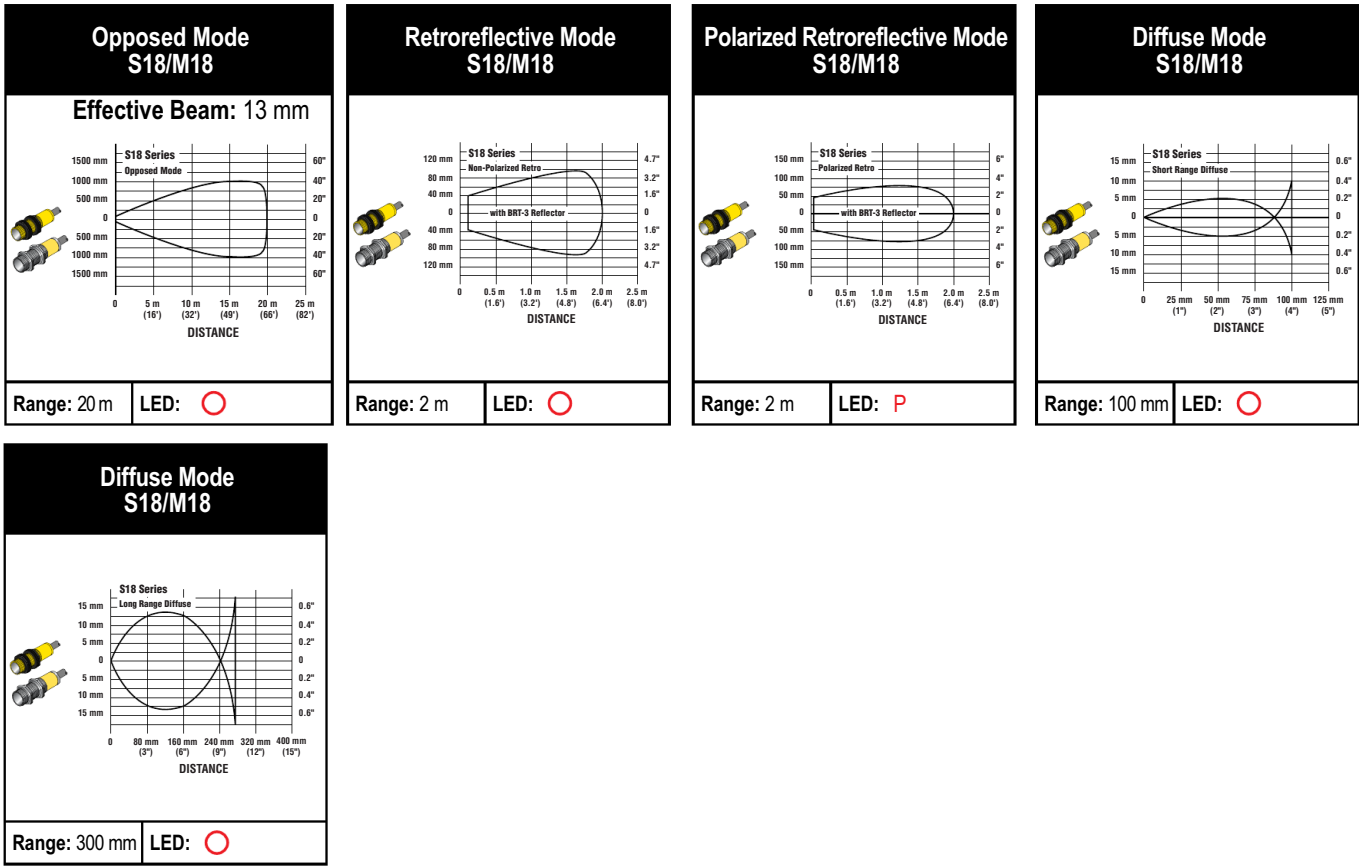 Opposed Mode
S18/M18
Effective Beam: 13 mm
S18 Series
Opposed Mode
1500 mm
1000 mm
500 mm
0
500 mm
1000 mm
1500 mm
60"
40"
20"
0
20"
40"
60"
0 5 m 10 m 15 m 20 m 25 m
(16') (32') (49') (66') (82')
DISTANCE
Range: 20 m LED:
Retroreflective Mode
S18/M18
S18 Series
Non-Polarized Retro
with BRT-3 Reflector
120 mm
80 mm
40 mm
0
40 mm
80 mm
120 mm
4.7"
3.2"
1.6"
0
1.6"
3.2"
4.7"
0 0.5 m 1.0 m 1.5 m 2.0 m 2.5 m
(1.6') (3.2') (4.8') (6.4') (8.0')
DISTANCE
Range: 2 m LED:
Polarized Retroreflective Mode
S18/M18
S18 Series
Polarized Retro
with BRT-3 Reflector
150 mm
100 mm
50 mm
0
50 mm
100 mm
150 mm
6"
4"
2"
0
2"
4"
6"
0 0.5 m 1.0 m 1.5 m 2.0 m 2.5 m
(1.6') (3.2') (4.8') (6.4') (8.0')
DISTANCE
Range: 2 m LED: P
Diffuse Mode
S18/M18
S18 Series
Short Range Diffuse
15 mm
10 mm
5 mm
0
5 mm
10 mm
15 mm
0.6"
0.4"
0.2"
0
0.2"
0.4"
0.6"
0 25 mm 50 mm 75 mm 100 mm 125 mm
(1") (2") (3") (4") (5")
DISTANCE
Range: 100 mm LED:
Diffuse Mode
S18/M18
S18 Series
Long Range Diffuse
15 mm
10 mm
5 mm
0
5 mm
10 mm
15 mm
0.6"
0.4"
0.2"
0
0.2"
0.4"
0.6"
0 80 mm 160 mm 240 mm 320 mm 400 mm
(3") (6") (9") (12") (15")
DISTANCE
Range: 300 mm LED: